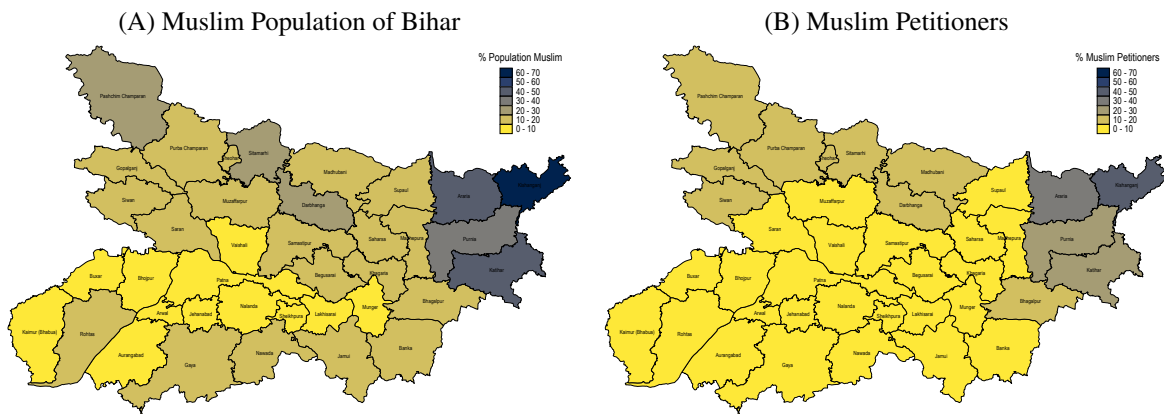 (A) Muslim Population of Bihar
% Population Muslim
60 - 70
50 - 60
40 - 50
30 - 40
20 - 30
10 - 20
0 - 10
Pashchim Champaran
Purba Champaran
Sheohar
Sitamarhi
Gopalganj
Madhubani
Supaul
Araria
Kishanganj
Siwan
Muzaffarpur
Darbhanga
Saran
Vaishali
Samastipur
Saharsa
Madhepura
Purnia
Katihar
Begusarai
Khagaria
Buxar
Bhojpur
Patna
Bhagalpur
Munger
Nalanda
Lakhisarai
Sheikhpura
Arwal
Jehanabad
Kaimur (Bhabua)
Rohtas
Aurangabad
Gaya
Nawada
Jamui
Banka
(B) Muslim Petitioners
% Muslim Petitioners
60 - 70
50 - 60
40 - 50
30 - 40
20 - 30
10 - 20
0 - 10
Pashchim Champaran
Purba Champaran
Sheohar
Sitamarhi
Gopalganj
Madhubani
Supaul
Araria
Kishanganj
Siwan
Muzaffarpur
Darbhanga
Saran
Vaishali
Samastipur
Saharsa
Madhepura
Purnia
Katihar
Begusarai
Khagaria
Buxar
Bhojpur
Patna
Bhagalpur
Munger
Nalanda
Lakhisarai
Sheikhpura
Arwal
Jehanabad
Kaimur (Bhabua)
Rohtas
Aurangabad
Gaya
Nawada
Jamui
Banka